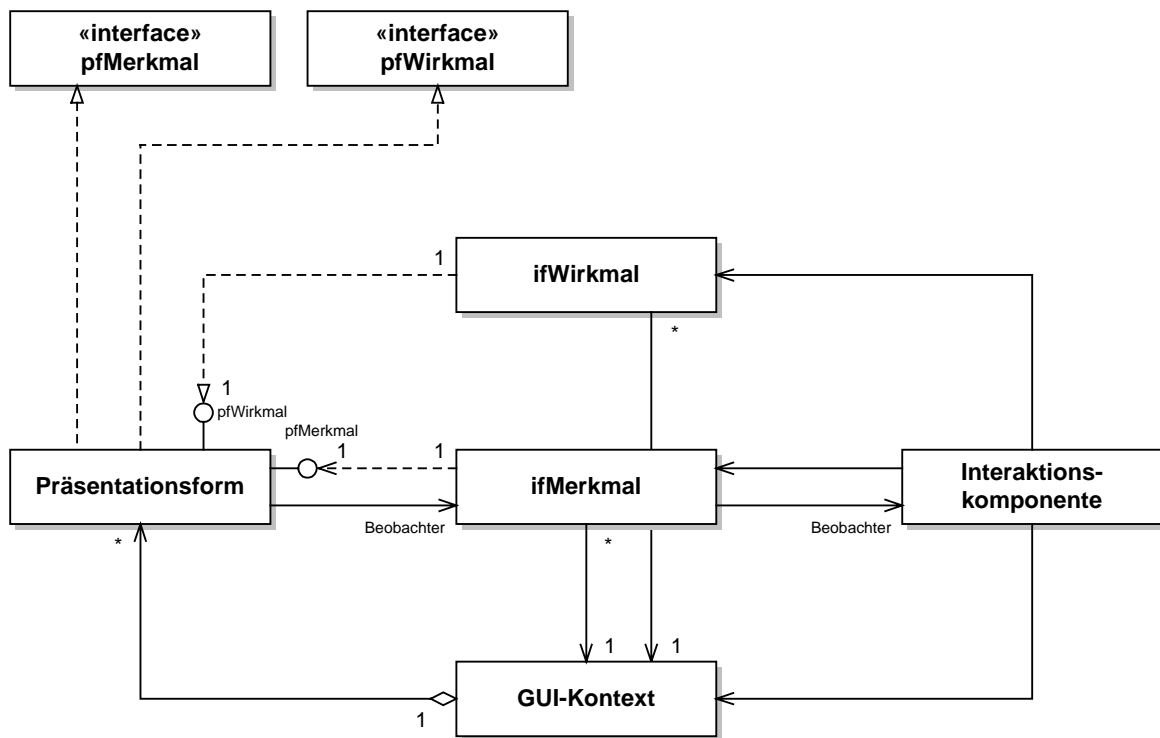 «interface»
pfMerkmal
«interface»
pfWirkmal
1
ifWirkmal
*
1
pfWirkmal
pfMerkmal
1
1
Präsentationsform
ifMerkmal
Interaktions-
komponente
Beobachter
Beobachter
*
*
1
1
GUI-Kontext
1